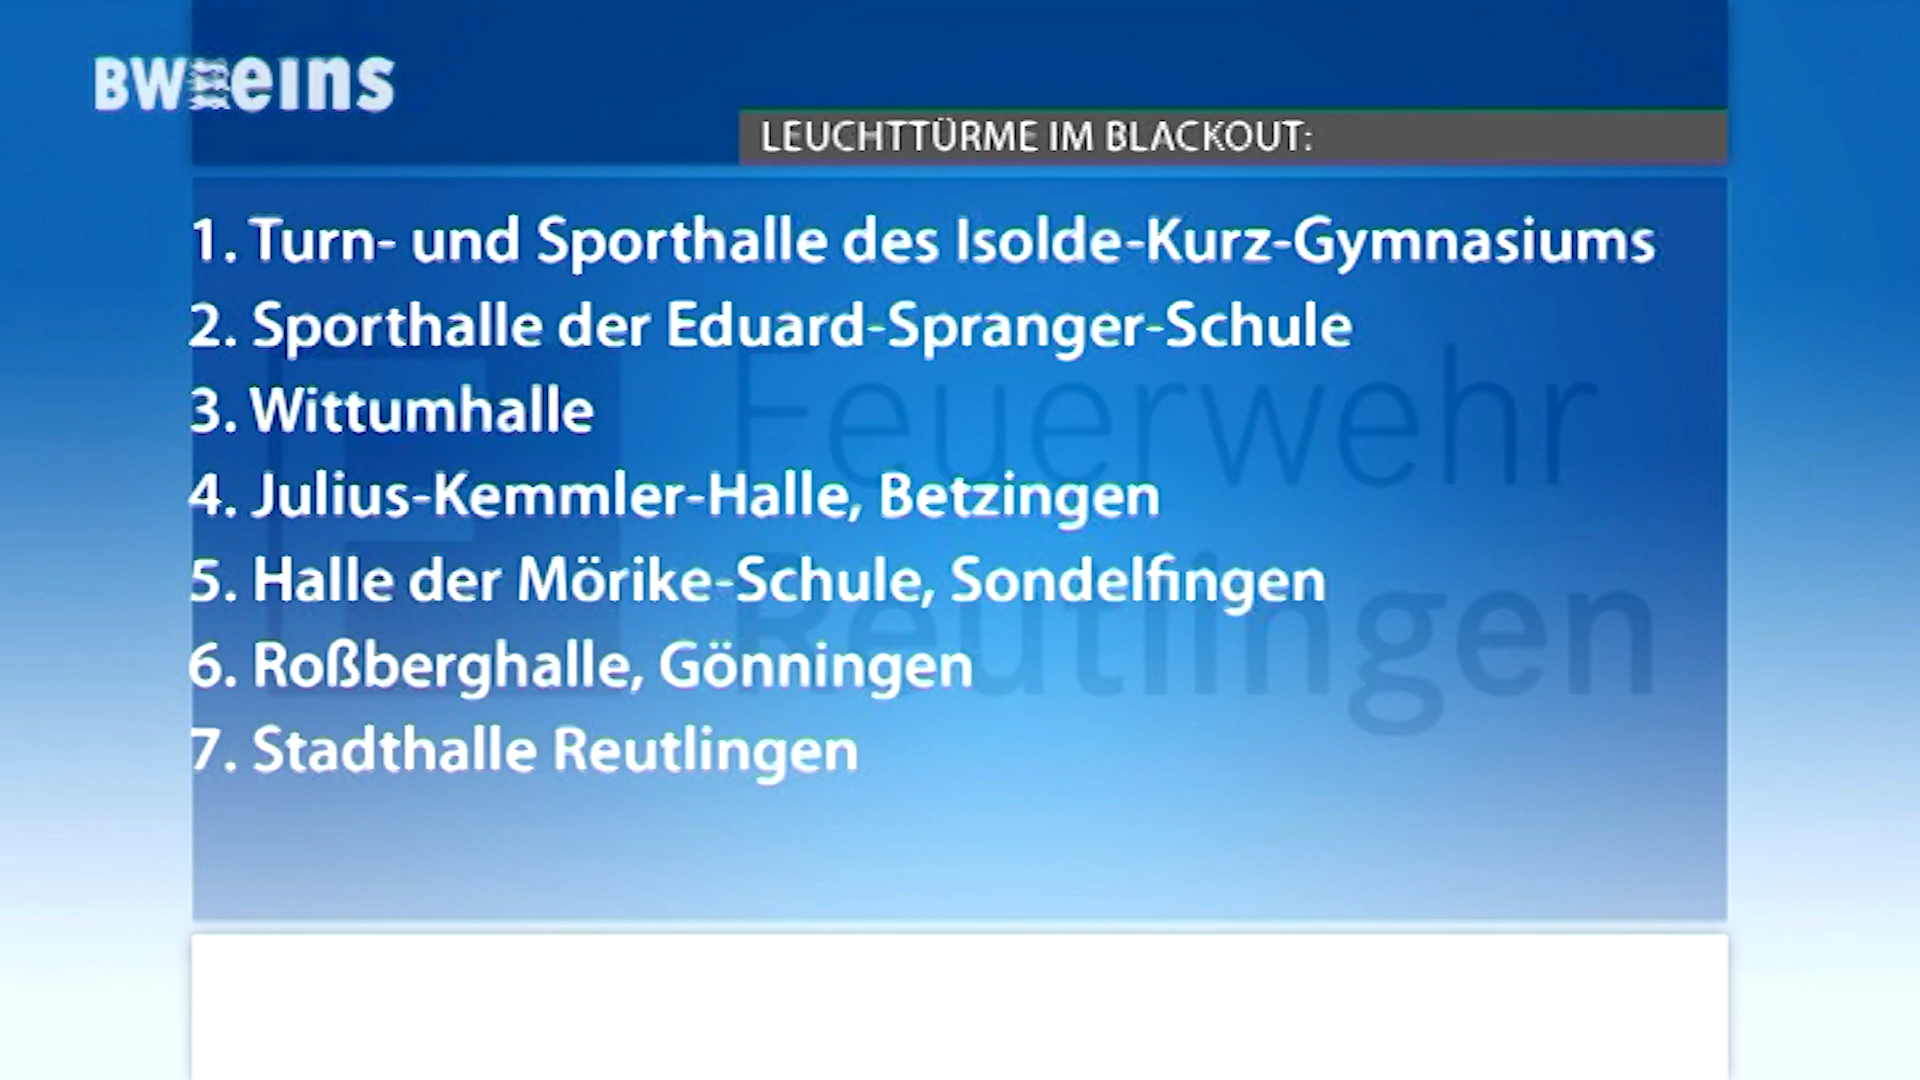 BW eins
LEUCHTTÜRME IM BLACKOUT:
1. Turn- und Sporthalle des Isolde-Kurz-Gymnasiums
2. Sporthalle der Eduard-Spranger-Schule
3. Wittumhalle
Feuerwehr
4. Julius-Kemmler-Halle, Betzingen
5. Halle der Mörike-Schule, Sondelfingen
Reutlingen
6. Roßberghalle, Gönningen
7. Stadthalle Reutlingen